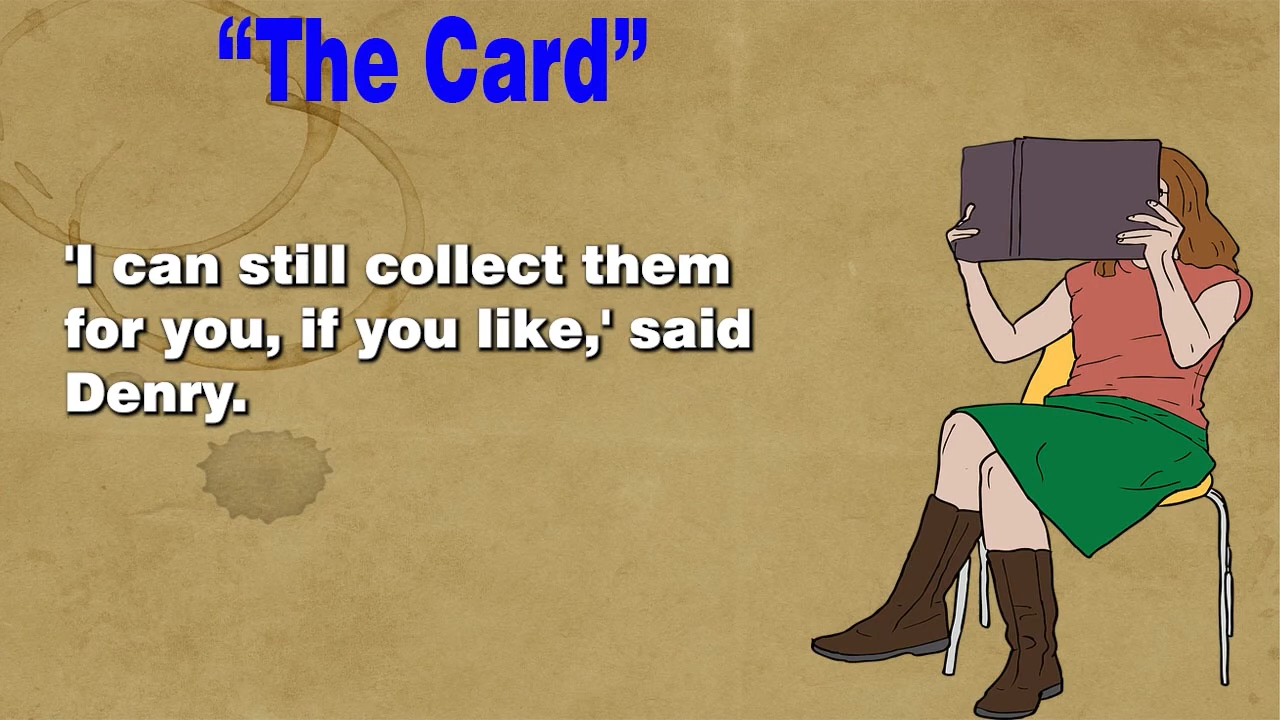 “The Card”
'I can still collect them
for you, if you like,' said
Denry.